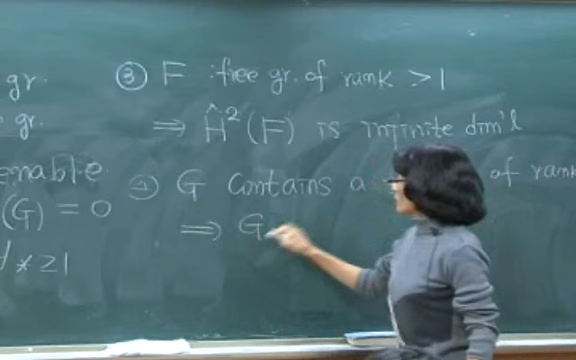 gr.
gr.
enable
(G) = 0
∀ * ≥ 1
③ F : free gr. of rank > 1
⇒ Ĥ²(F) is infinite dim'l
G contains a of rank
⇒ G